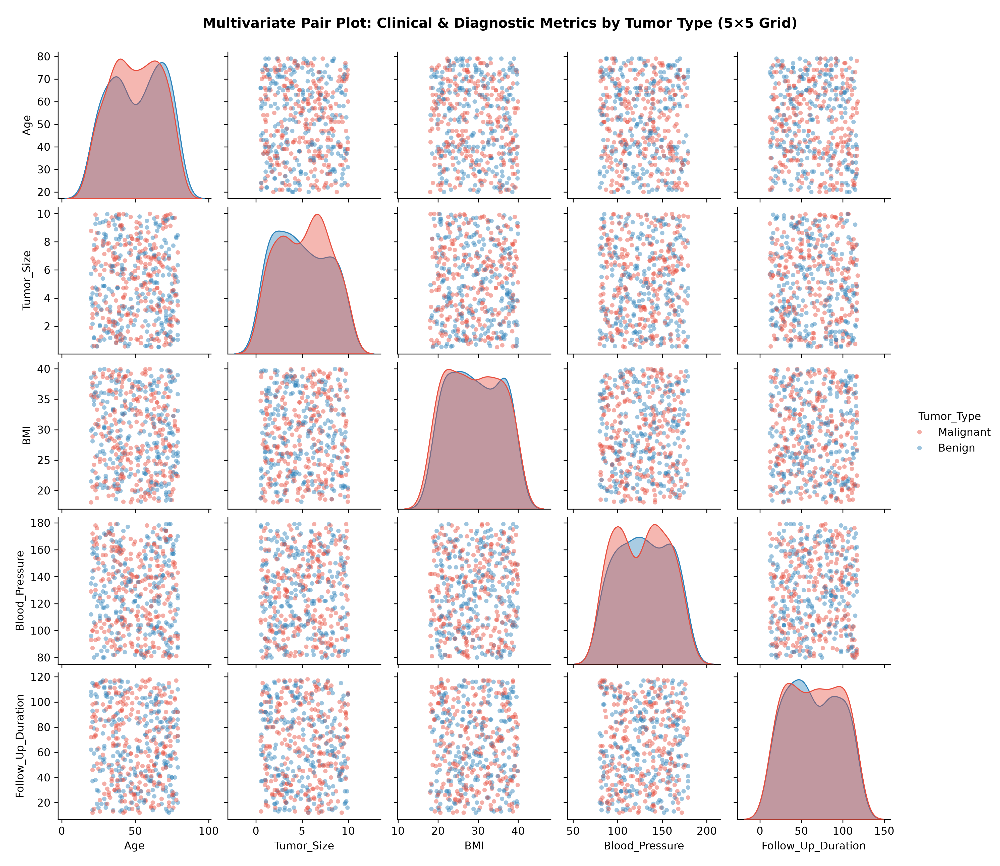 Multivariate Pair Plot: Clinical & Diagnostic Metrics by Tumor Type (5×5 Grid)
80
70
60
50
40
30
20
Age
10
8
6
4
2
Tumor_Size
40
35
30
25
20
BMI
Tumor_Type
Malignant
Benign
180
160
140
120
100
80
Blood_Pressure
120
100
80
60
40
20
Follow_Up_Duration
0 50 100
0 5 10
10 20 30 40
50 100 150 200
0 50 100 150
Age
Tumor_Size
BMI
Blood_Pressure
Follow_Up_Duration